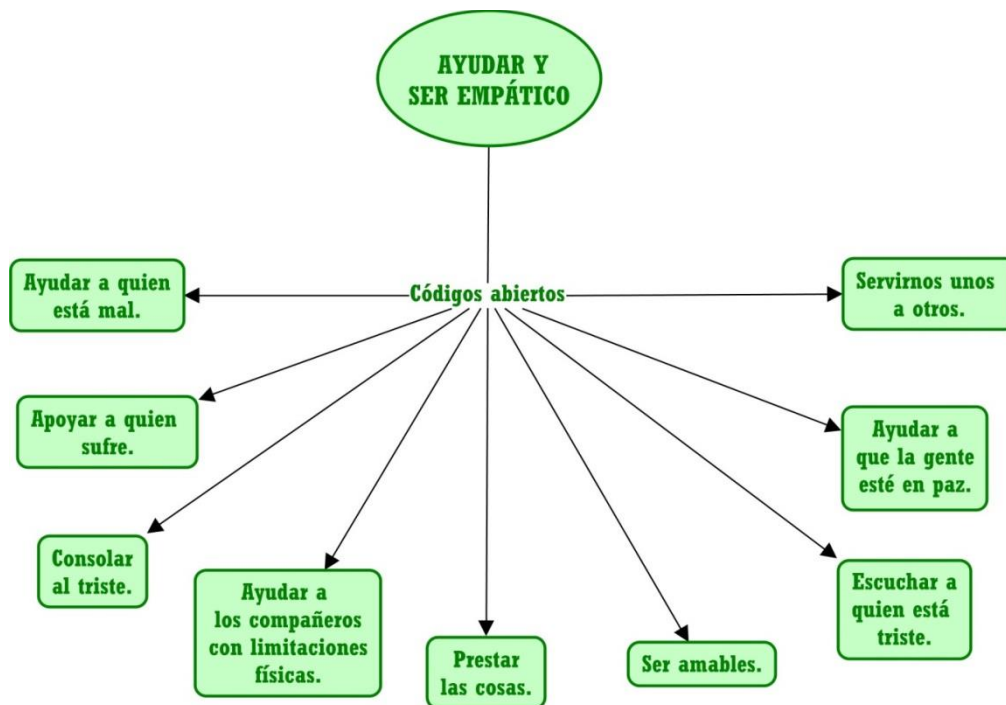 AYUDAR Y
SER EMPÁTICO
Códigos abiertos
Ayudar a quien
está mal.
Apoyar a quien
sufre.
Consolar
al triste.
Ayudar a
los compañeros
con limitaciones
físicas.
Prestar
las cosas.
Ser amables.
Escuchar a
quien está
triste.
Ayudar a
que la gente
esté en paz.
Servirnos unos
a otros.